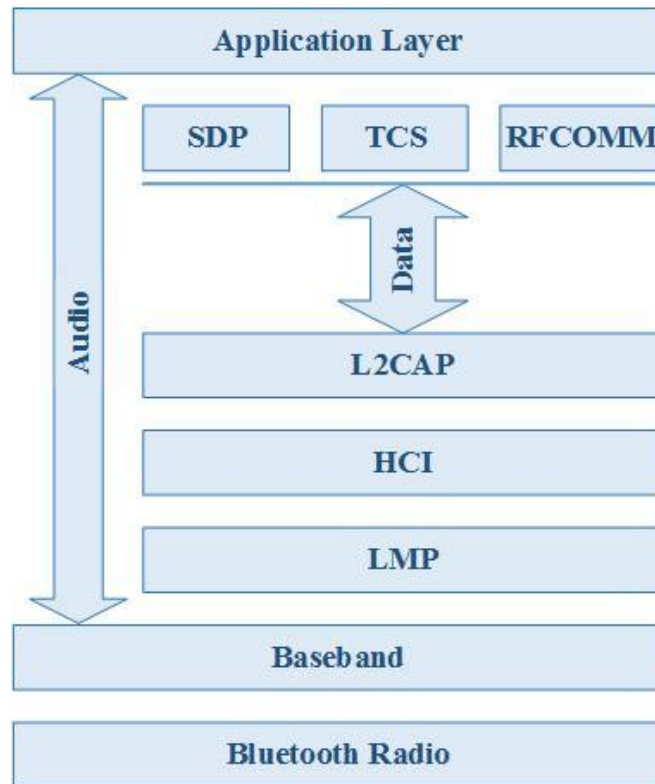 Application Layer
SDP TCS RFCOMM
Data
Audio
L2CAP
HCI
LMP
Baseband
Bluetooth Radio